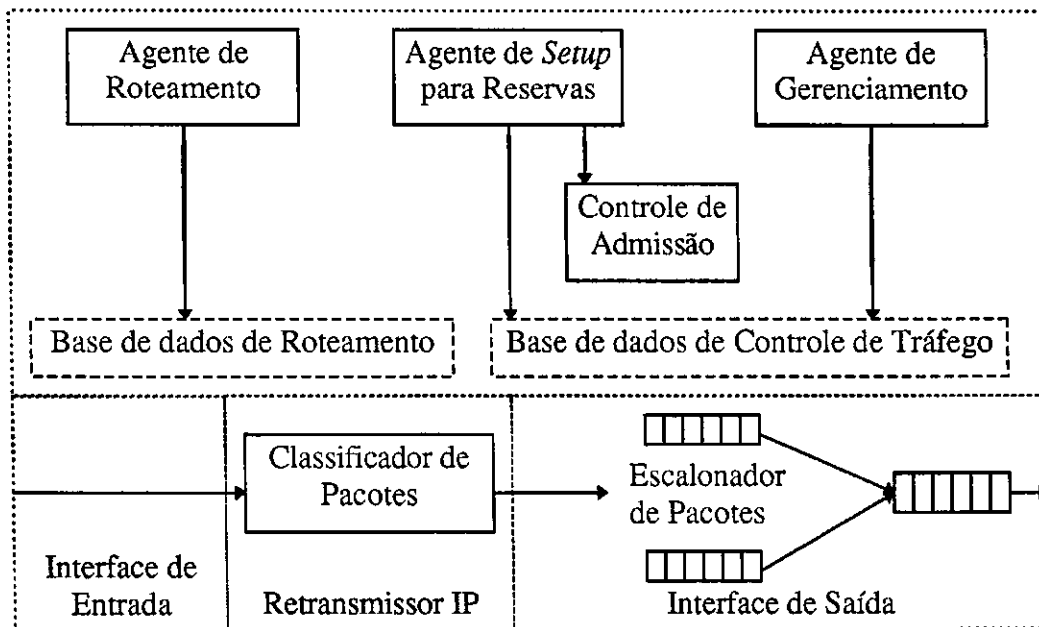 Agente de
Roteamento
Agente de Setup
para Reservas
Agente de
Gerenciamento
Controle de
Admissão
Base de dados de Roteamento
Base de dados de Controle de Tráfego
Classificador de
Pacotes
Escalonador
de Pacotes
Interface de
Entrada
Retransmissor IP
Interface de Saída